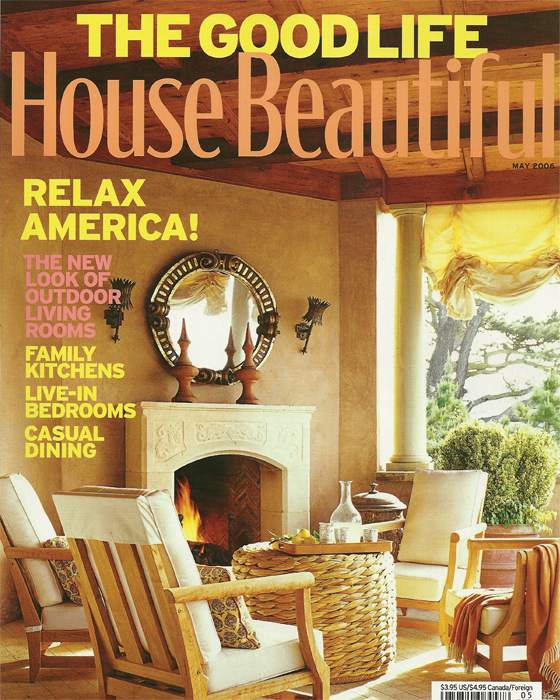 THE GOOD LIFE
House Beautiful
MAY 2006
RELAX
AMERICA!
THE NEW
LOOK OF
OUTDOOR
LIVING
ROOMS
FAMILY
KITCHENS
LIVE-IN
BEDROOMS
CASUAL
DINING
$3.95 US/$4.95 Canada/Foreign
05